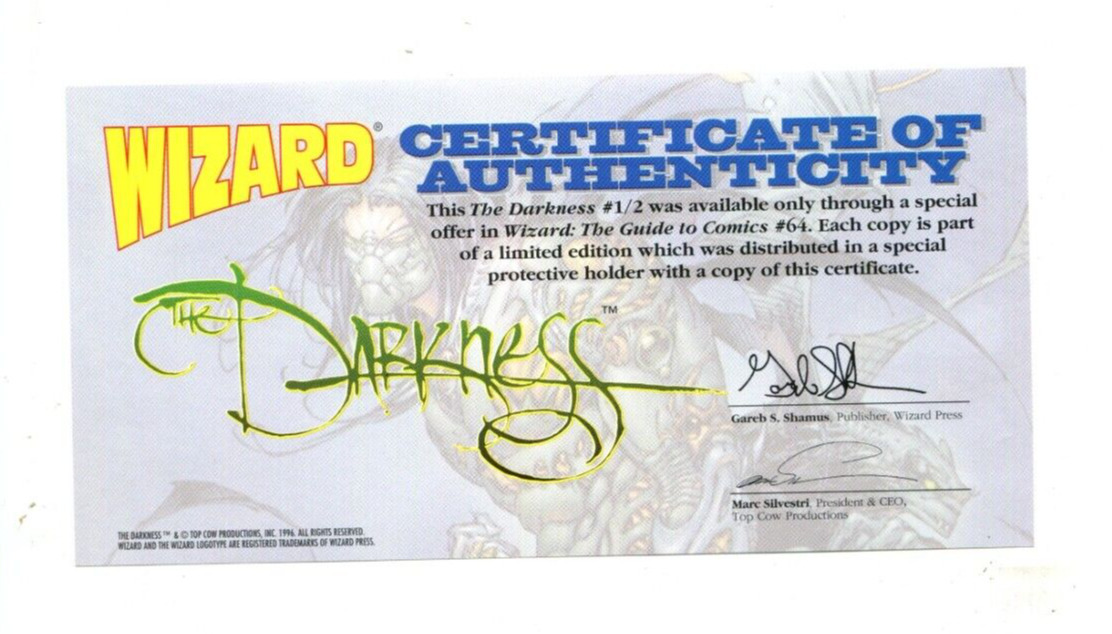 WIZARD®
CERTIFICATE OF
AUTHENTICITY
This The Darkness #1/2 was available only through a special
offer in Wizard: The Guide to Comics #64. Each copy is part
of a limited edition which was distributed in a special
protective holder with a copy of this certificate.
THE DARKNESS™
Gareb S. Shamus, Publisher, Wizard Press
Marc Silvestri, President & CEO,
Top Cow Productions
THE DARKNESS™ & © TOP COW PRODUCTIONS, INC. 1996. ALL RIGHTS RESERVED.
WIZARD AND THE WIZARD LOGOTYPE ARE REGISTERED TRADEMARKS OF WIZARD PRESS.